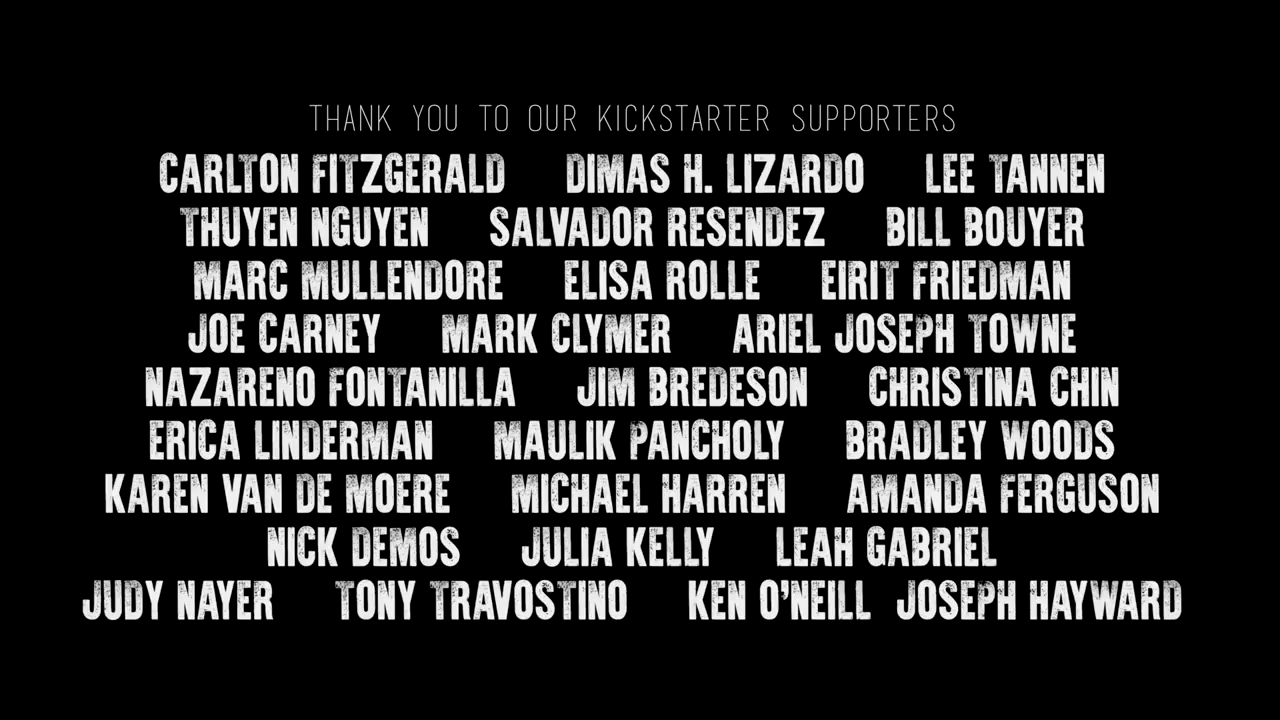 THANK YOU TO OUR KICKSTARTER SUPPORTERS
CARLTON FITZGERALD DIMAS H. LIZARDO LEE TANNEN
THUYEN NGUYEN SALVADOR RESENDEZ BILL BOUYER
MARC MULLENDORE ELISA ROLLE EIRIT FRIEDMAN
JOE CARNEY MARK CLYMER ARIEL JOSEPH TOWNE
NAZARENO FONTANILLA JIM BREDESON CHRISTINA CHIN
ERICA LINDERMAN MAULIK PANCHOLY BRADLEY WOODS
KAREN VAN DE MOERE MICHAEL HARREN AMANDA FERGUSON
NICK DEMOS JULIA KELLY LEAH GABRIEL
JUDY NAYER TONY TRAVOSTINO KEN O'NEILL JOSEPH HAYWARD